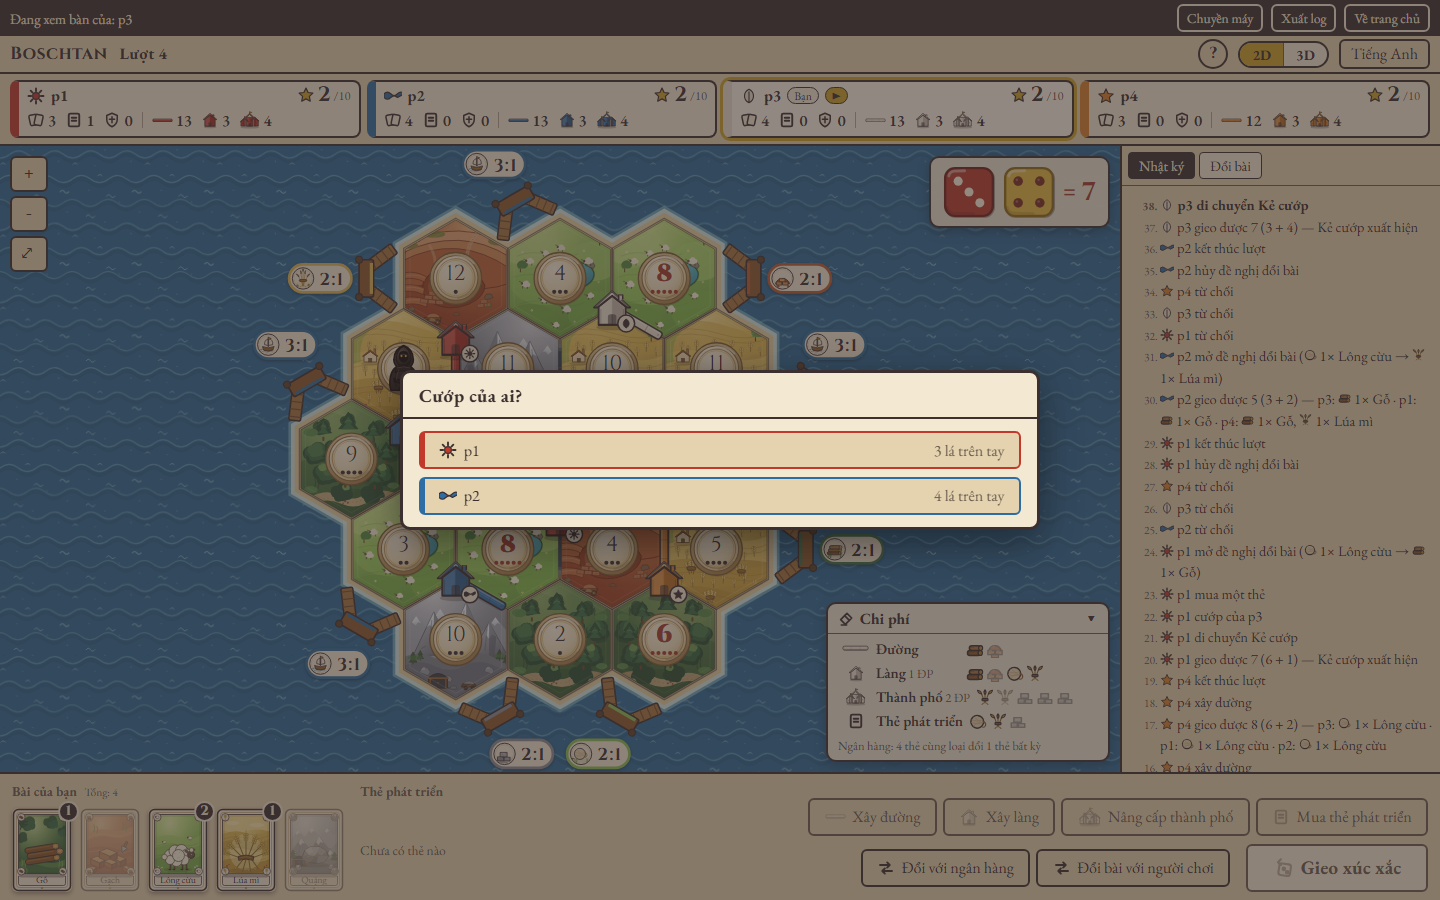 Đang xem bàn của: p3
Chuyền máy
Xuất log
Về trang chủ
BOSCHTAN Lượt 4
?
2D 3D
Tiếng Anh
p1 2/10
3 1 0 13 3 4
p2 2/10
4 0 0 13 3 4
p3 Bạn 2/10
4 0 0 13 3 4
p4 2/10
3 0 0 12 3 4
+
-
3:1
= 7
2:1
12
4
8
2:1
3:1
11
10
11
3:1
9
Cướp của ai?
p1 3 lá trên tay
p2 4 lá trên tay
3
8
4
5
2:1
10
2
6
3:1
2:1
2:1
Chi phí
Đường
Làng 1 ĐP
Thành phố 2 ĐP
Thẻ phát triển
Ngân hàng: 4 thẻ cùng loại đổi 1 thẻ bất kỳ
Nhật ký
Đổi bài
38. p3 di chuyển Kẻ cướp
37. p3 gieo được 7 (3 + 4) — Kẻ cướp xuất hiện
36. p2 kết thúc lượt
35. p2 hủy đề nghị đổi bài
34. p4 từ chối
33. p3 từ chối
32. p1 từ chối
31. p2 mở đề nghị đổi bài ( 1× Lông cừu →
1× Lúa mì)
30. p2 gieo được 5 (3 + 2) — p3: 1× Gỗ · p1:
1× Gỗ · p4: 1× Gỗ, 1× Lúa mì
29. p1 kết thúc lượt
28. p1 hủy đề nghị đổi bài
27. p4 từ chối
26. p3 từ chối
25. p2 từ chối
24. p1 mở đề nghị đổi bài ( 1× Lông cừu →
1× Gỗ)
23. p1 mua một thẻ
22. p1 cướp của p3
21. p1 di chuyển Kẻ cướp
20. p1 gieo được 7 (6 + 1) — Kẻ cướp xuất hiện
19. p4 kết thúc lượt
18. p4 xây đường
17. p4 gieo được 8 (6 + 2) — p3: 1× Lông cừu ·
p1: 1× Lông cừu · p2: 1× Lông cừu
16. p4 xây đường
Bài của bạn Tổng: 4
1
2
1
Gỗ
Gạch
Lông cừu
Lúa mì
Quặng
Thẻ phát triển
Chưa có thẻ nào
Xây đường
Xây làng
Nâng cấp thành phố
Mua thẻ phát triển
Đổi với ngân hàng
Đổi bài với người chơi
Gieo xúc xắc